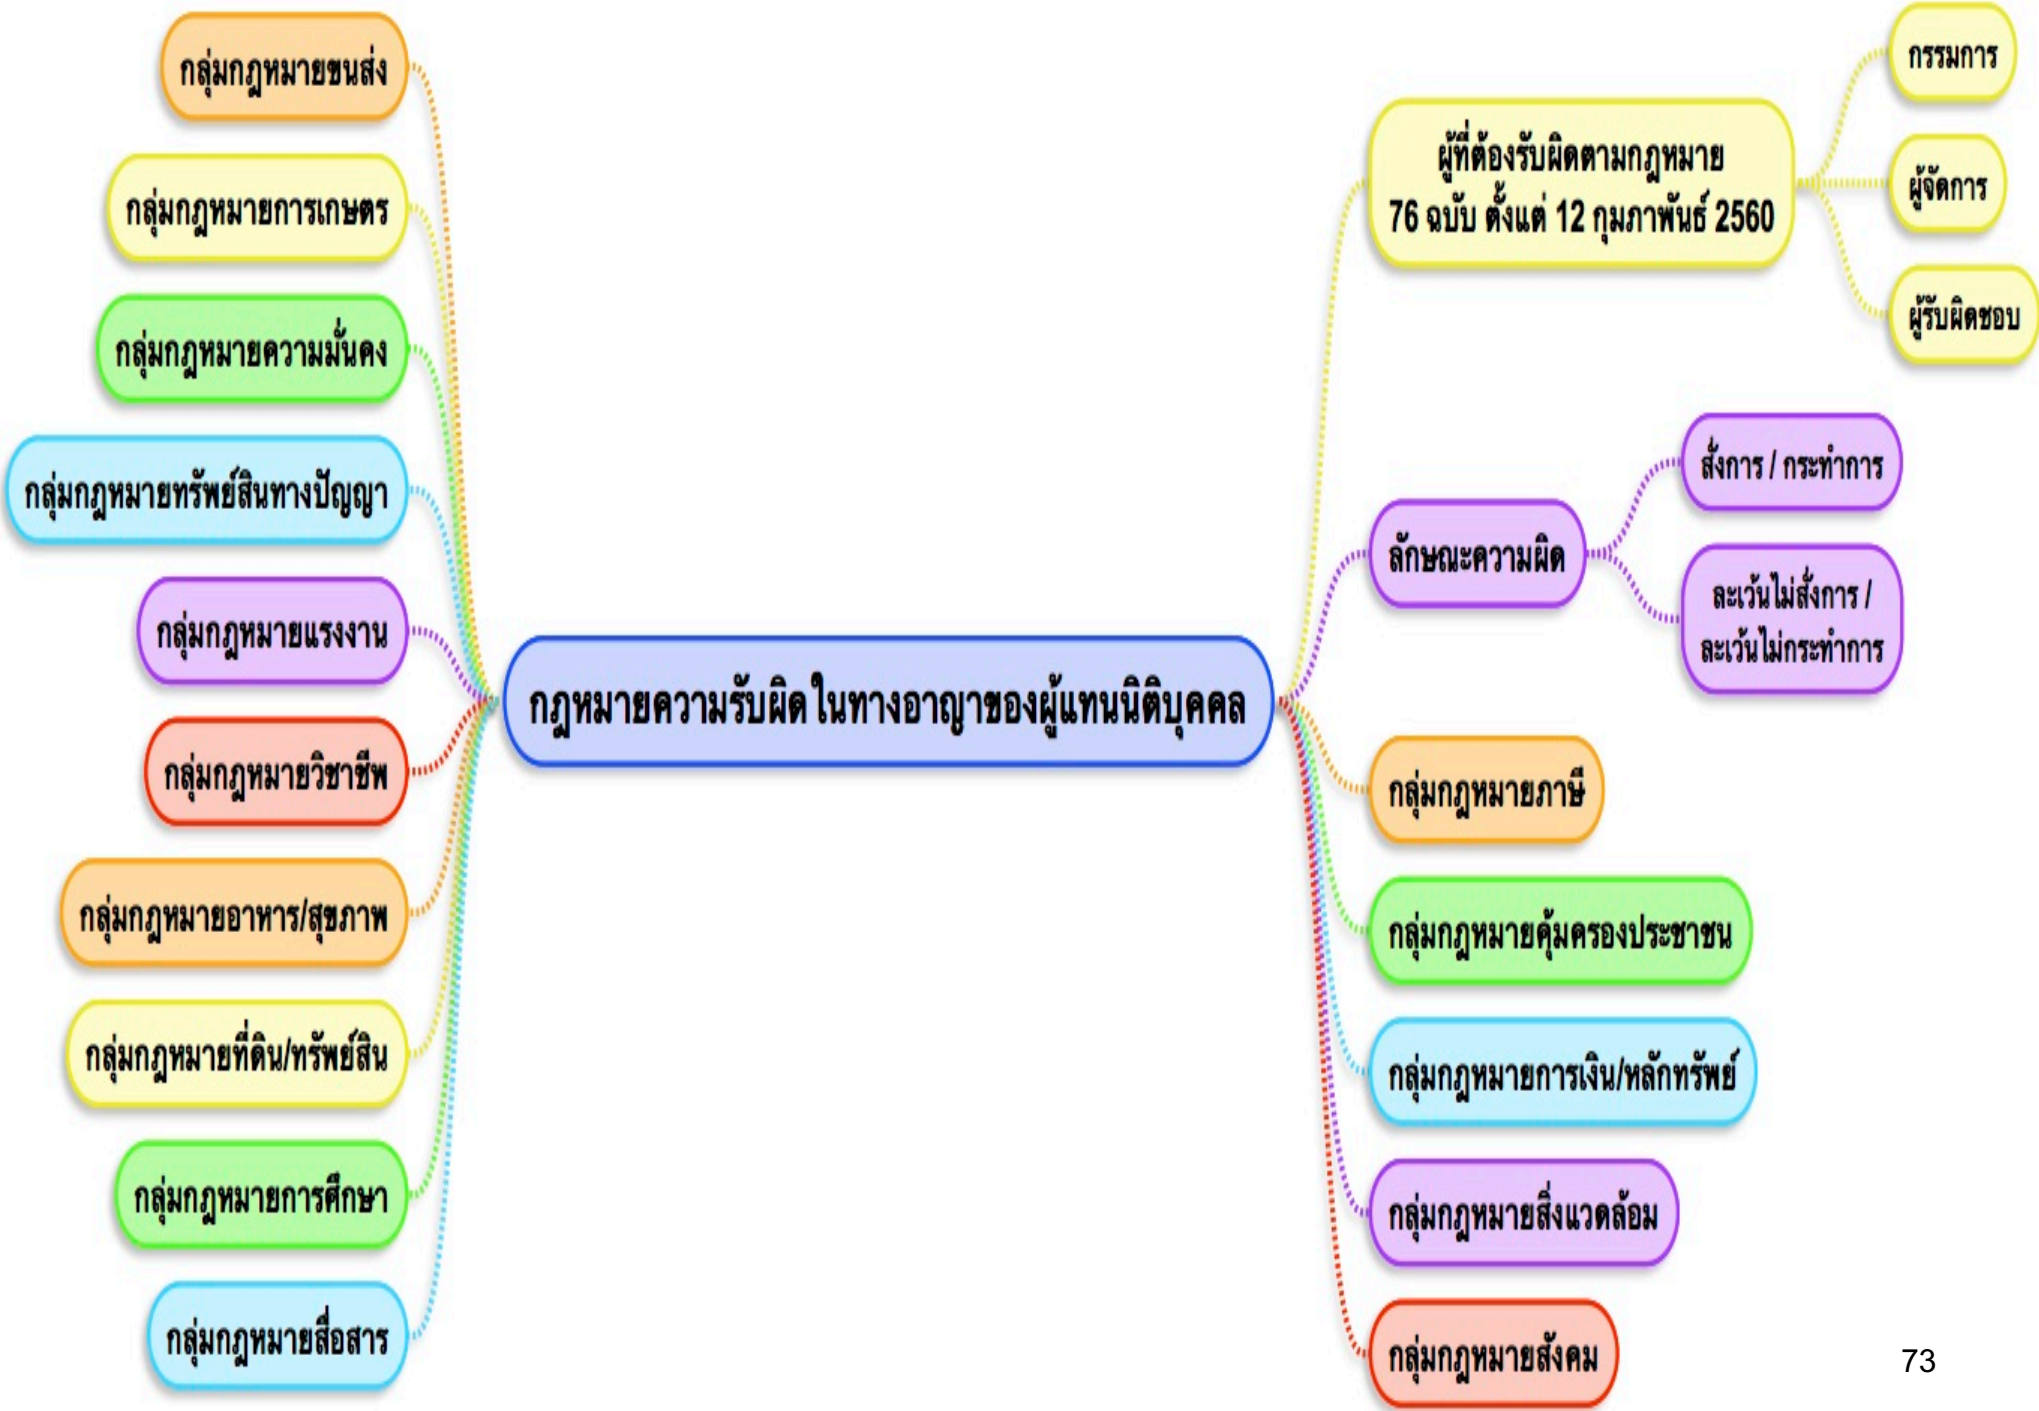 กลุ่มกฎหมายขนส่ง
กลุ่มกฎหมายการเกษตร
กลุ่มกฎหมายความมั่นคง
กลุ่มกฎหมายทรัพย์สินทางปัญญา
กลุ่มกฎหมายแรงงาน
กลุ่มกฎหมายวิชาชีพ
กลุ่มกฎหมายอาหาร/สุขภาพ
กลุ่มกฎหมายที่ดิน/ทรัพย์สิน
กลุ่มกฎหมายการศึกษา
กลุ่มกฎหมายสื่อสาร
กฎหมายความรับผิดในทางอาญาของผู้แทนนิติบุคคล
ผู้ที่ต้องรับผิดตามกฎหมาย
76 ฉบับ ตั้งแต่ 12 กุมภาพันธ์ 2560
กรรมการ
ผู้จัดการ
ผู้รับผิดชอบ
ลักษณะความผิด
สั่งการ / กระทำการ
ละเว้นไม่สั่งการ /
ละเว้นไม่กระทำการ
กลุ่มกฎหมายภาษี
กลุ่มกฎหมายคุ้มครองประชาชน
กลุ่มกฎหมายการเงิน/หลักทรัพย์
กลุ่มกฎหมายสิ่งแวดล้อม
กลุ่มกฎหมายสังคม
73